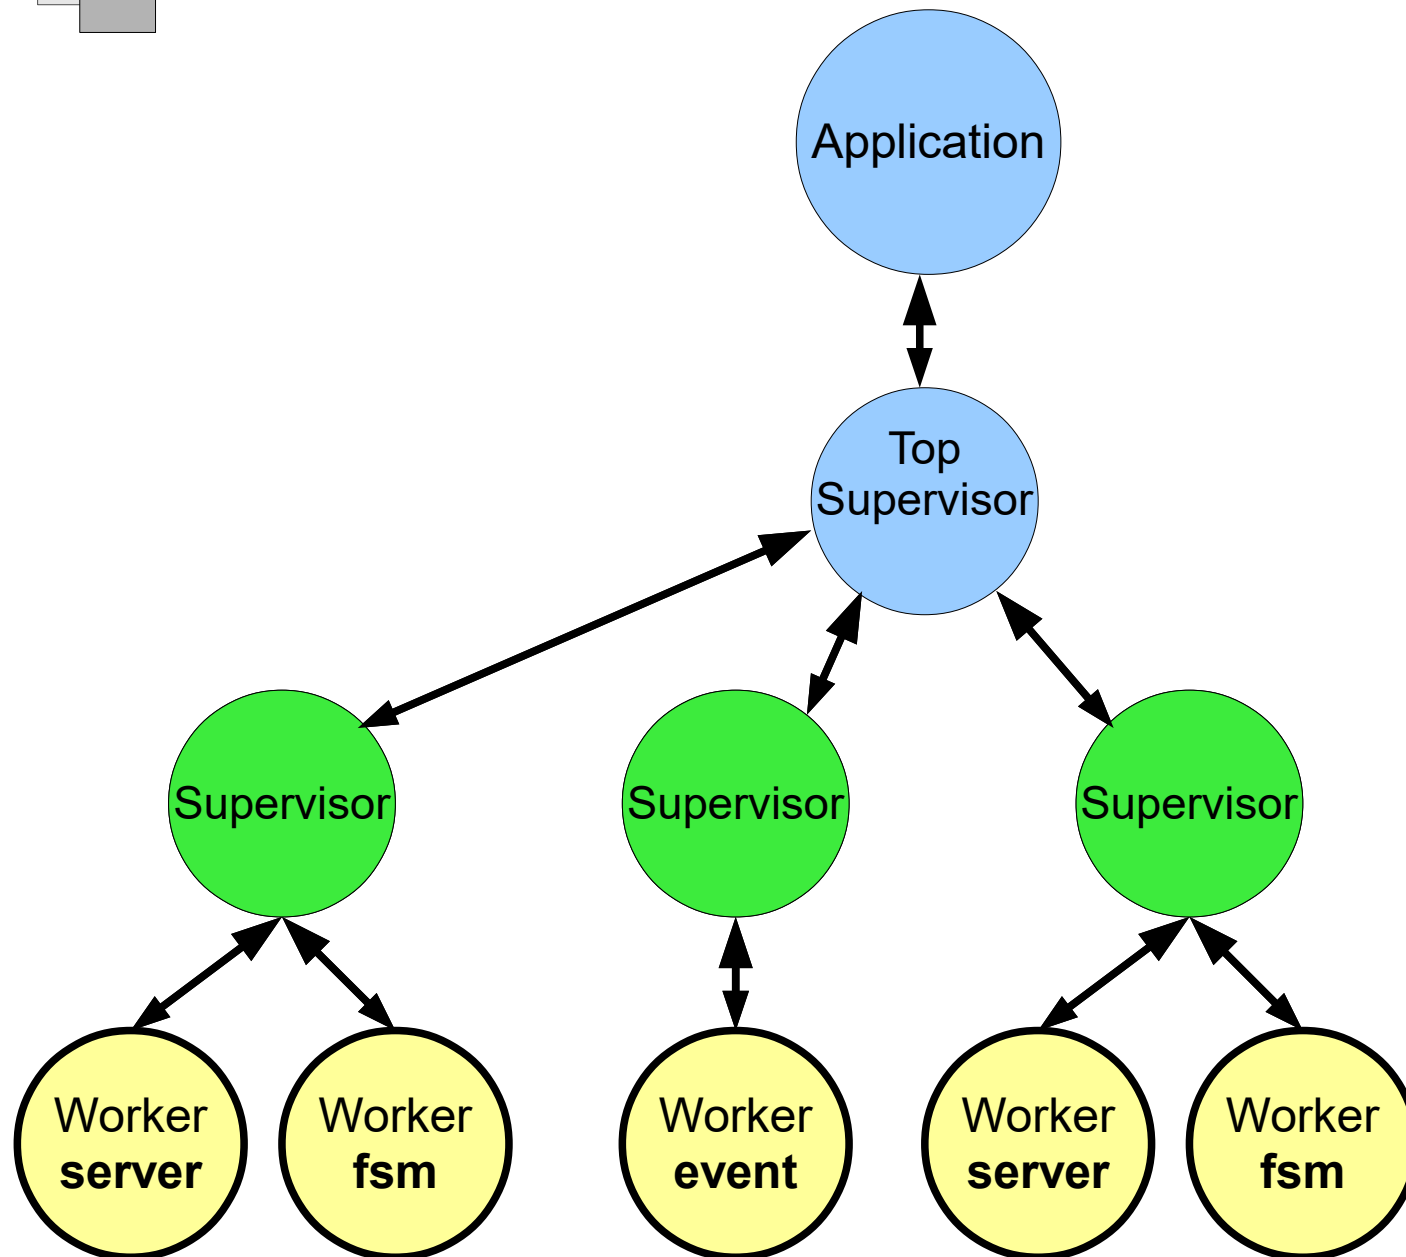 Application
Top
Supervisor
Supervisor
Supervisor
Supervisor
Worker
server
Worker
fsm
Worker
event
Worker
server
Worker
fsm